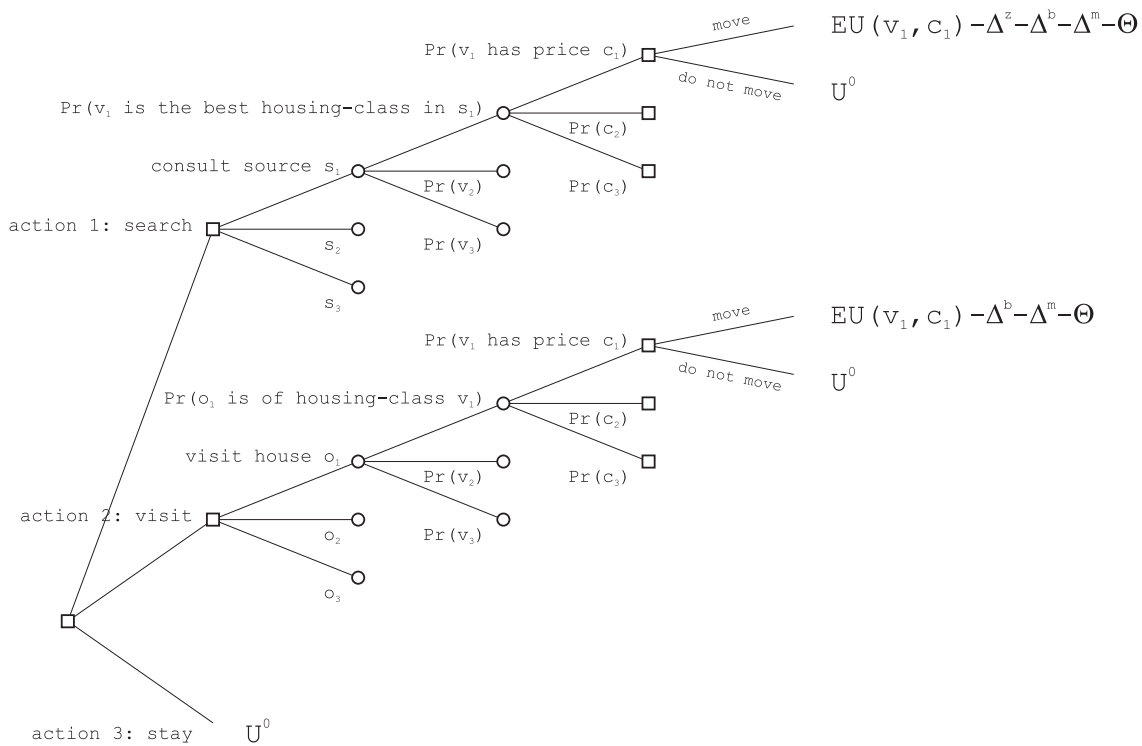 move
EU(v₁,c₁)-Δᶻ-Δᵇ-Δᵐ-Θ
Pr(v₁ has price c₁)
do not move
U⁰
Pr(v₁ is the best housing-class in s₁)
Pr(c₂)
consult source s₁
Pr(v₂)
Pr(c₃)
action 1: search
s₂
Pr(v₃)
s₃
move
EU(v₁,c₁)-Δᵇ-Δᵐ-Θ
Pr(v₁ has price c₁)
do not move
U⁰
Pr(o₁ is of housing-class v₁)
Pr(c₂)
visit house o₁
Pr(v₂)
Pr(c₃)
action 2: visit
o₂
Pr(v₃)
o₃
action 3: stay U⁰